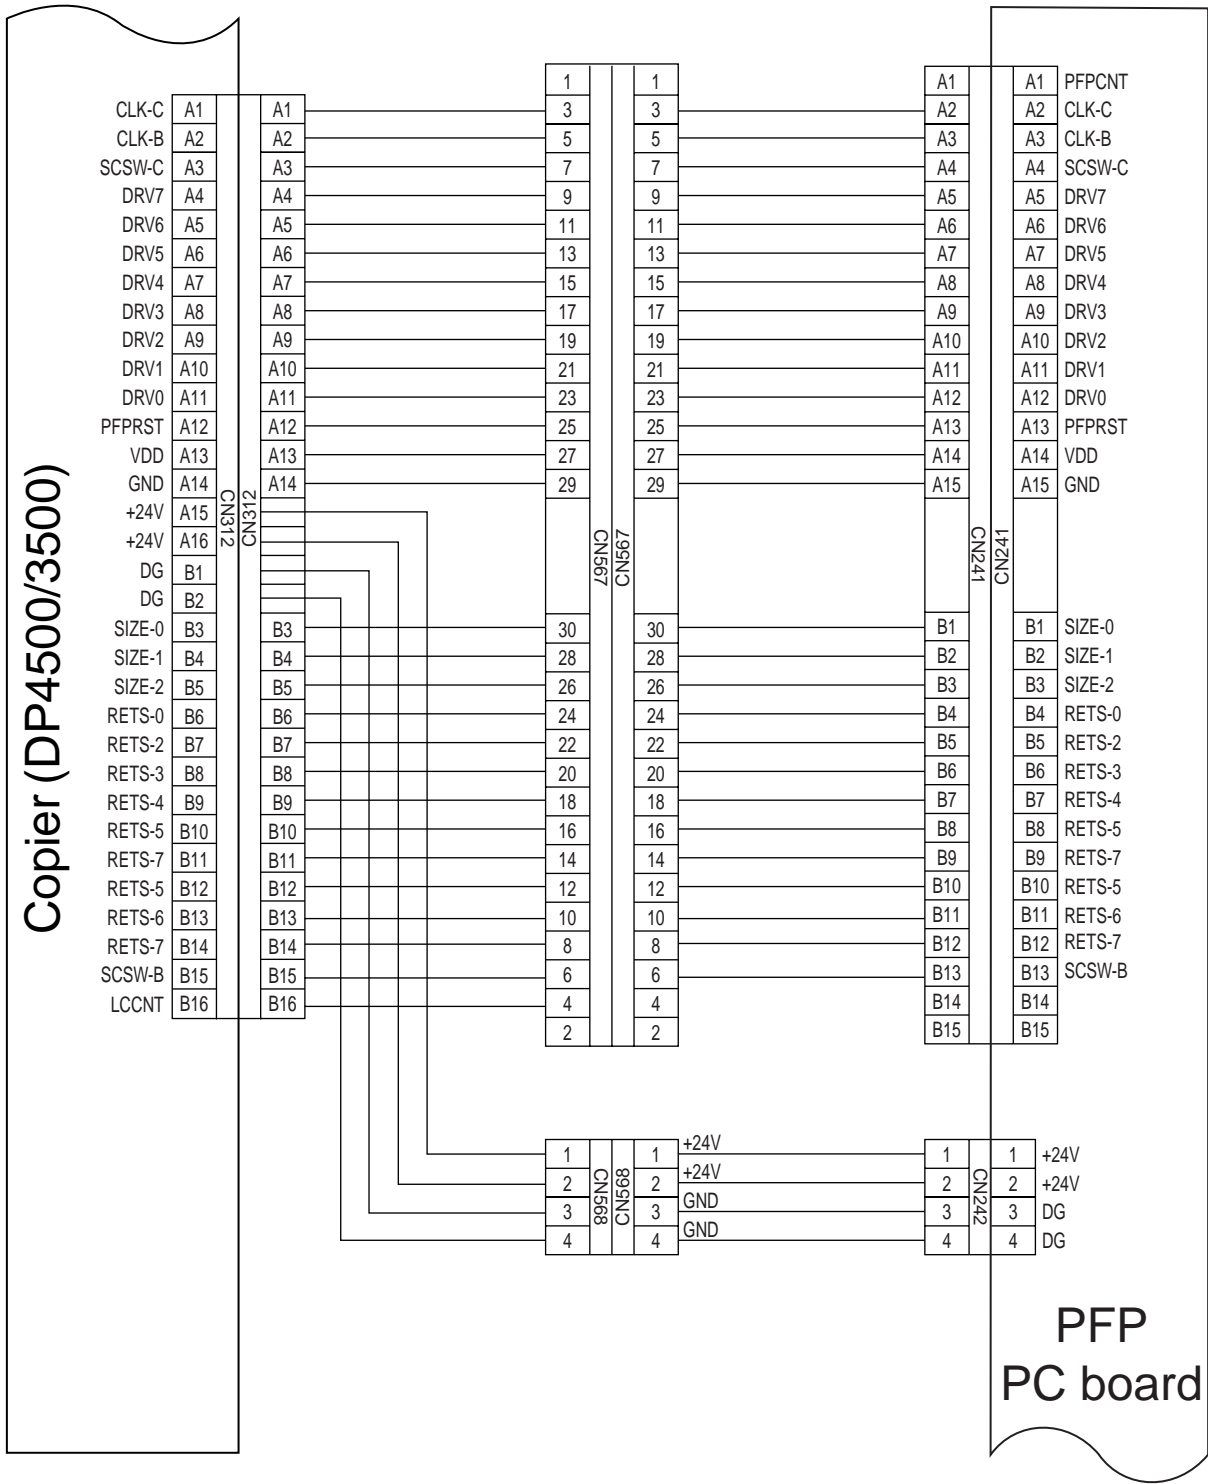 1 1 A1 A1 PFPCNT
CLK-C A1 A1 3 3 A2 A2 CLK-C
CLK-B A2 A2 5 5 A3 A3 CLK-B
SCSW-C A3 A3 7 7 A4 A4 SCSW-C
DRV7 A4 A4 9 9 A5 A5 DRV7
DRV6 A5 A5 11 11 A6 A6 DRV6
DRV5 A6 A6 13 13 A7 A7 DRV5
DRV4 A7 A7 15 15 A8 A8 DRV4
DRV3 A8 A8 17 17 A9 A9 DRV3
DRV2 A9 A9 19 19 A10 A10 DRV2
DRV1 A10 A10 21 21 A11 A11 DRV1
DRV0 A11 A11 23 23 A12 A12 DRV0
PFPRST A12 A12 25 25 A13 A13 PFPRST
VDD A13 A13 27 27 A14 A14 VDD
GND A14 A14 29 29 A15 A15 GND
+24V A15
+24V A16
DG B1
DG B2
CN312
CN312
CN567
CN567
CN241
CN241
Copier (DP4500/3500)
SIZE-0 B3 B3 30 30 B1 B1 SIZE-0
SIZE-1 B4 B4 28 28 B2 B2 SIZE-1
SIZE-2 B5 B5 26 26 B3 B3 SIZE-2
RETS-0 B6 B6 24 24 B4 B4 RETS-0
RETS-2 B7 B7 22 22 B5 B5 RETS-2
RETS-3 B8 B8 20 20 B6 B6 RETS-3
RETS-4 B9 B9 18 18 B7 B7 RETS-4
RETS-5 B10 B10 16 16 B8 B8 RETS-5
RETS-7 B11 B11 14 14 B9 B9 RETS-7
RETS-5 B12 B12 12 12 B10 B10 RETS-5
RETS-6 B13 B13 10 10 B11 B11 RETS-6
RETS-7 B14 B14 8 8 B12 B12 RETS-7
SCSW-B B15 B15 6 6 B13 B13 SCSW-B
LCCNT B16 B16 4 4 B14 B14
2 2 B15 B15
1 1 +24V 1 1 +24V
2 2 +24V 2 2 +24V
3 3 GND 3 3 DG
4 4 GND 4 4 DG
CN568
CN568
CN242
PFP
PC board